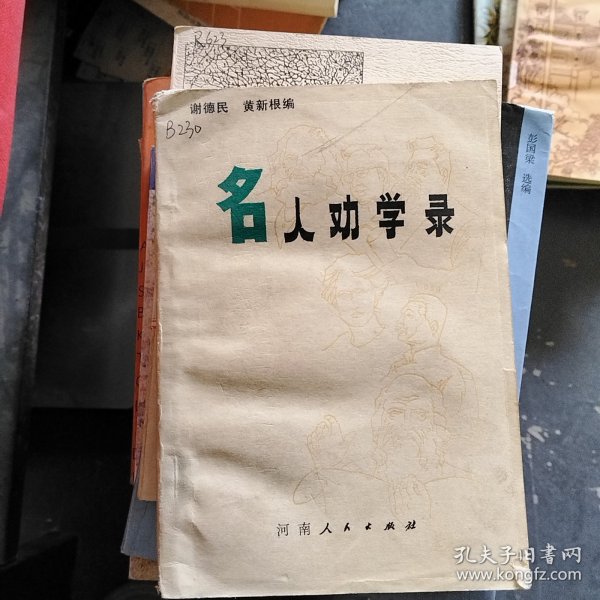 R623
谢德民 黄新根编
B230
名人劝学录
河南人民出版社
彭国梁 选编
孔夫子旧书网
www.kongfz.com